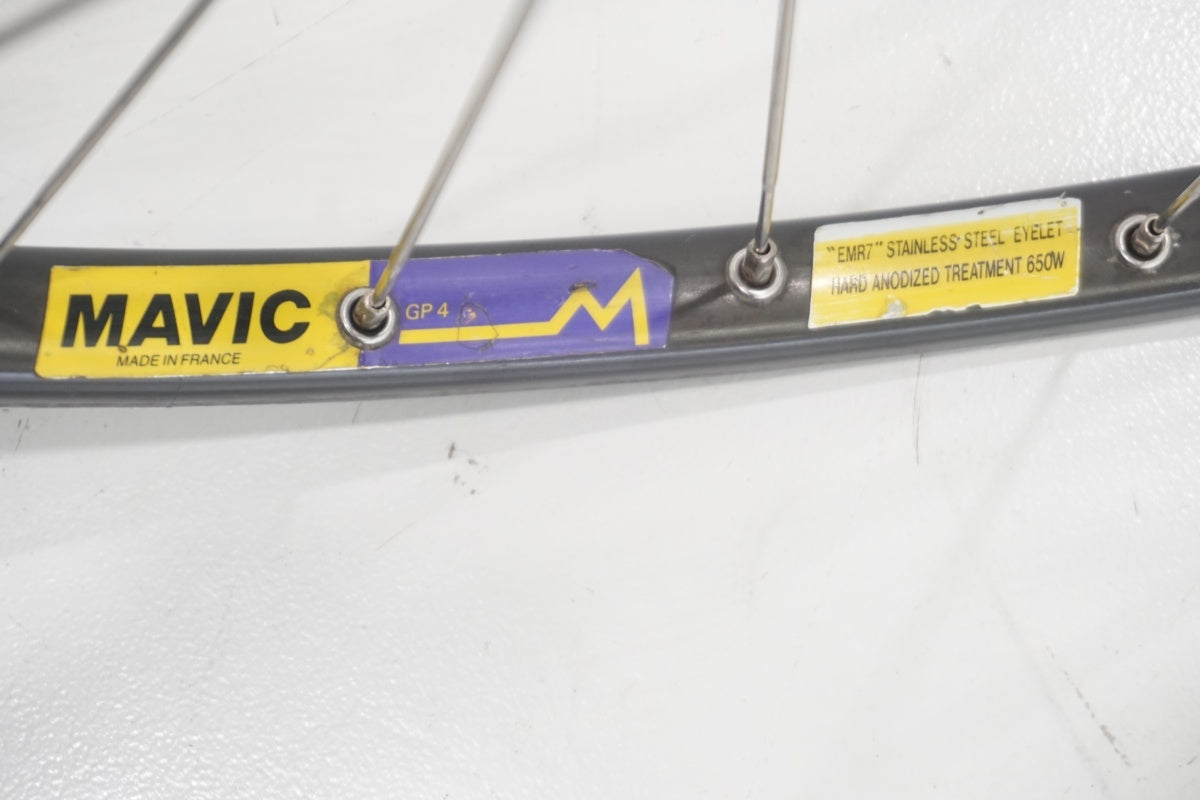 MAVIC
MADE IN FRANCE
GP 4
"EMR7" STAINLESS STEEL EYELET
HARD ANODIZED TREATMENT 650W